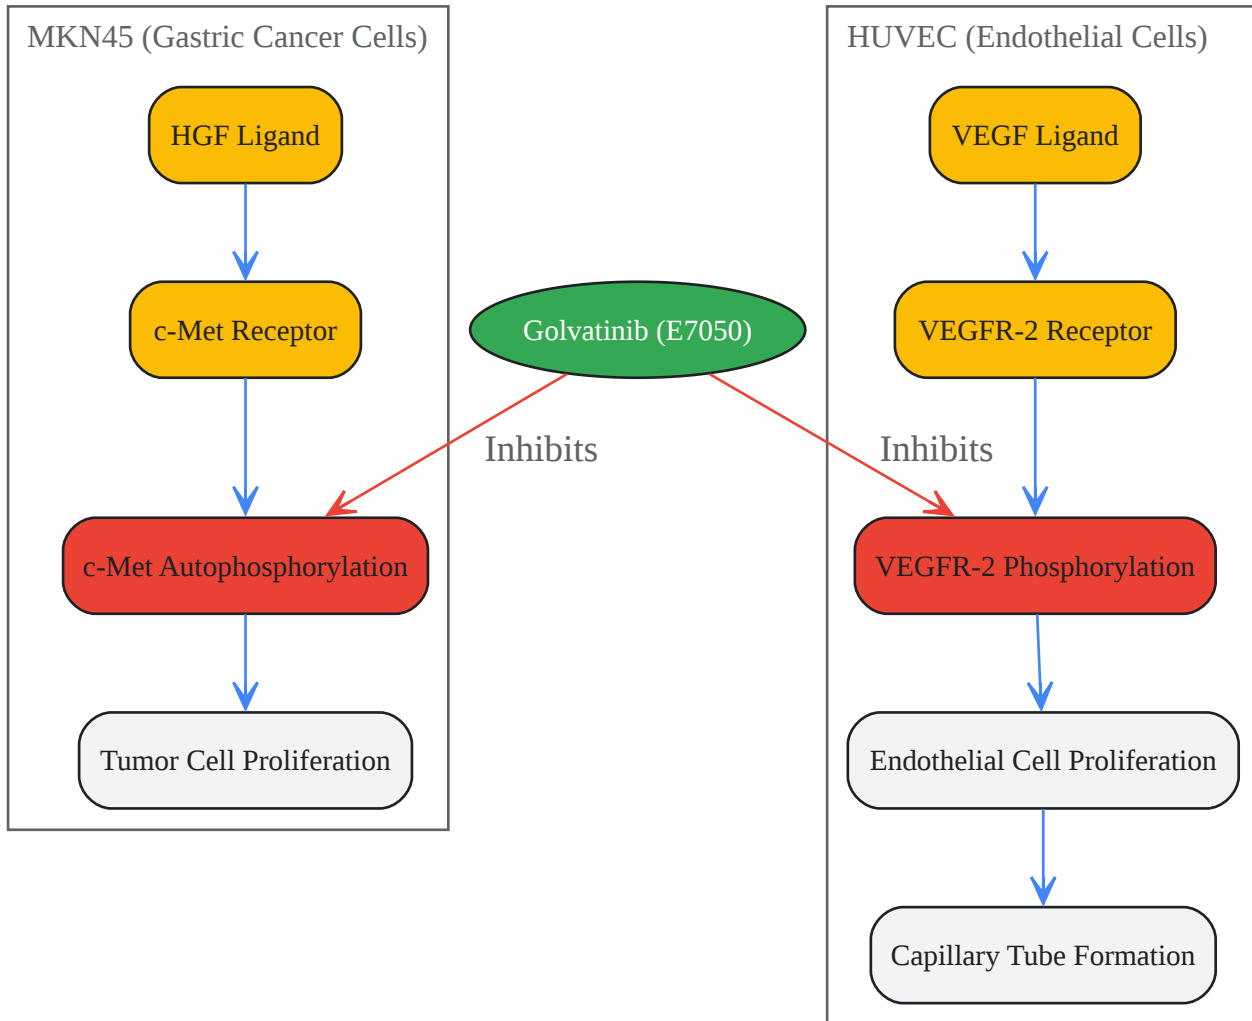 MKN45 (Gastric Cancer Cells)
HGF Ligand
c-Met Receptor
c-Met Autophosphorylation
Tumor Cell Proliferation
Golvatinib (E7050)
Inhibits
Inhibits
HUVEC (Endothelial Cells)
VEGF Ligand
VEGFR-2 Receptor
VEGFR-2 Phosphorylation
Endothelial Cell Proliferation
Capillary Tube Formation